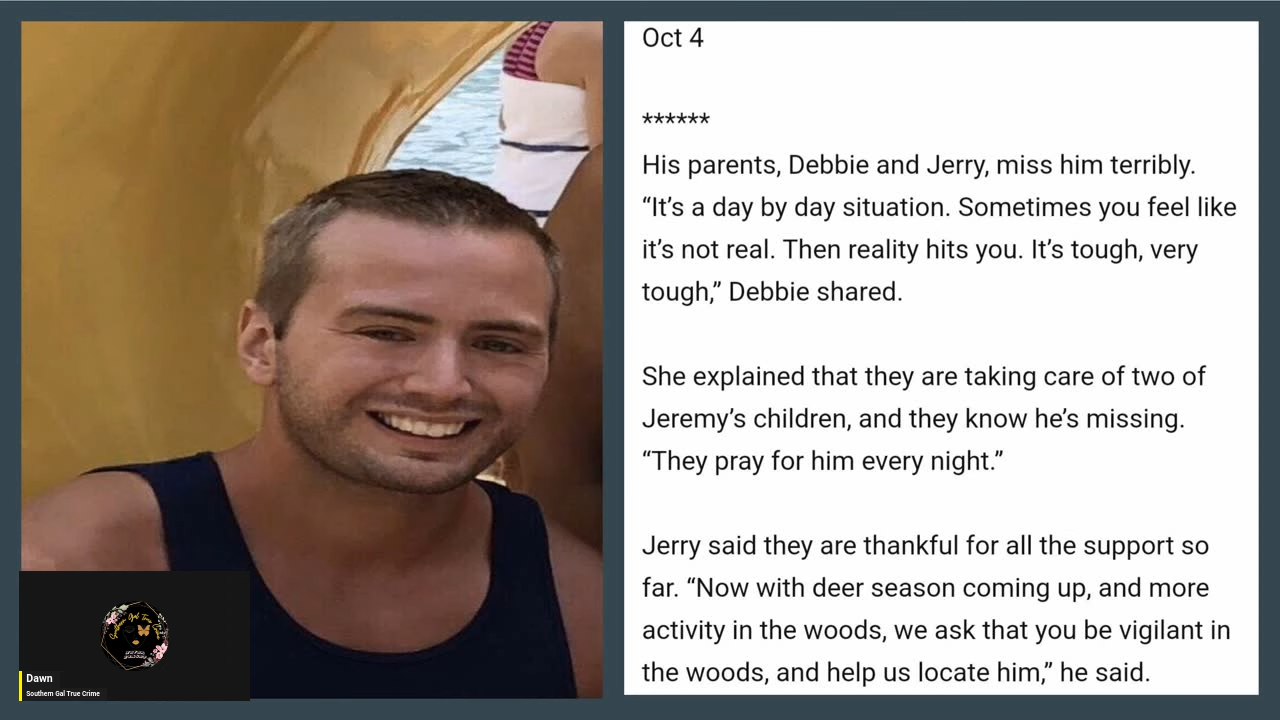 Oct 4
******
His parents, Debbie and Jerry, miss him terribly.
“It’s a day by day situation. Sometimes you feel like
it’s not real. Then reality hits you. It’s tough, very
tough,” Debbie shared.
She explained that they are taking care of two of
Jeremy’s children, and they know he’s missing.
“They pray for him every night.”
Jerry said they are thankful for all the support so
far. “Now with deer season coming up, and more
activity in the woods, we ask that you be vigilant in
the woods, and help us locate him,” he said.
Southern Gal True Crime
Dawn
Southern Gal True Crime